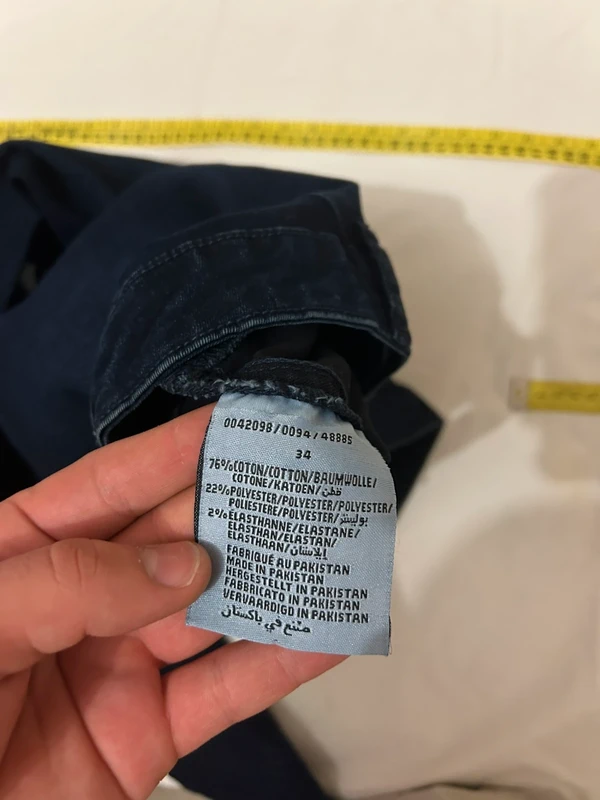 0042098/0094/48885
34
76%COTON/COTTON/BAUMWOLLE/
COTONE/KATOEN/قطن
22%POLYESTER/POLYESTER/POLYESTER/
POLIESTERE/POLYESTER/بوليستر
2%ELASTHANNE/ELASTANE/
ELASTHAN/ELASTAN/
ELASTHAAN/إيلاستان
FABRIQUÉ AU PAKISTAN
MADE IN PAKISTAN
HERGESTELLT IN PAKISTAN
FABBRICATO IN PAKISTAN
VERVAARDIGD IN PAKISTAN
صنع في باكستان